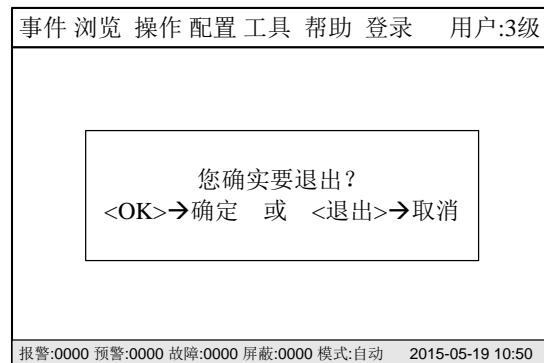 事件 浏览 操作 配置 工具 帮助 登录 用户:3级
您确实要退出？
<OK>→确定 或 <退出>→取消
报警:0000 预警:0000 故障:0000 屏蔽:0000 模式:自动 2015-05-19 10:50